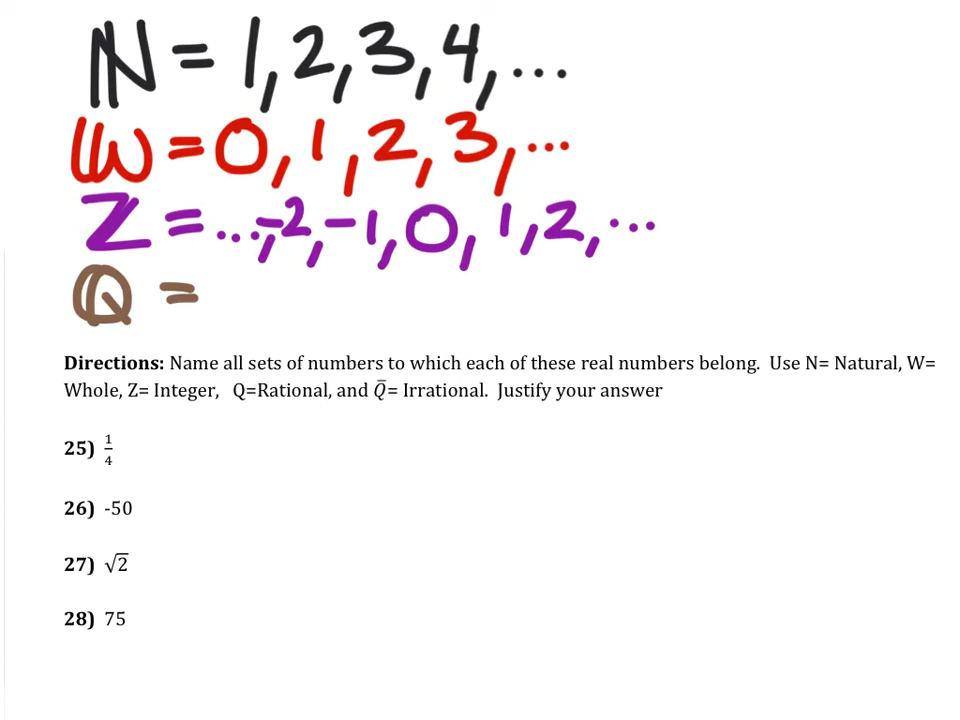 N = 1, 2, 3, 4, ...
W = 0, 1, 2, 3, ...
Z = ..., -2, -1, 0, 1, 2, ...
Q =
Directions: Name all sets of numbers to which each of these real numbers belong. Use N= Natural, W=
Whole, Z= Integer, Q=Rational, and Q̄= Irrational. Justify your answer
25) 1/4
26) -50
27) √2
28) 75